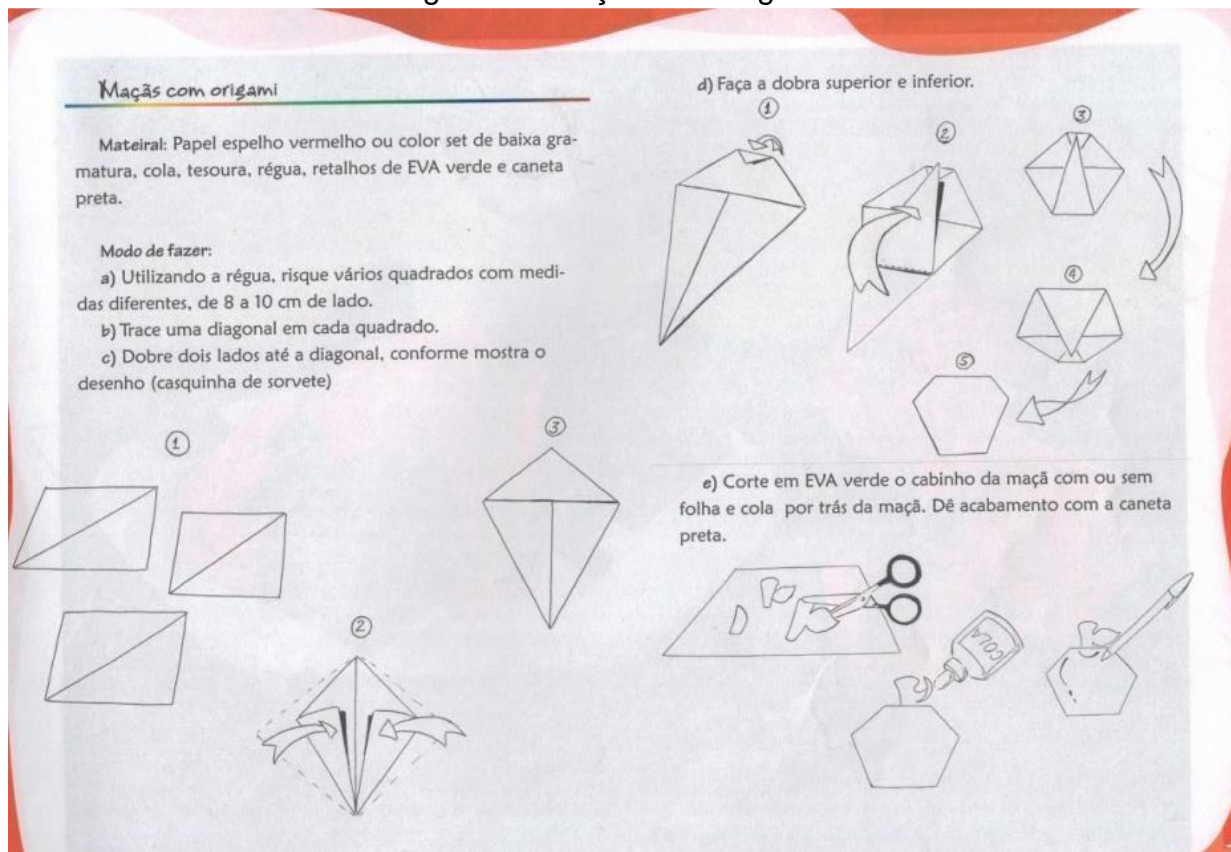 Maçãs com origami
Mateiral: Papel espelho vermelho ou color set de baixa gra-
matura, cola, tesoura, régua, retalhos de EVA verde e caneta
preta.
Modo de fazer:
a) Utilizando a régua, risque vários quadrados com medi-
das diferentes, de 8 a 10 cm de lado.
b) Trace uma diagonal em cada quadrado.
c) Dobre dois lados até a diagonal, conforme mostra o
desenho (casquinha de sorvete)
1
2
3
d) Faça a dobra superior e inferior.
1
2
3
4
5
e) Corte em EVA verde o cabinho da maçã com ou sem
folha e cola por trás da maçã. Dê acabamento com a caneta
preta.
COLA